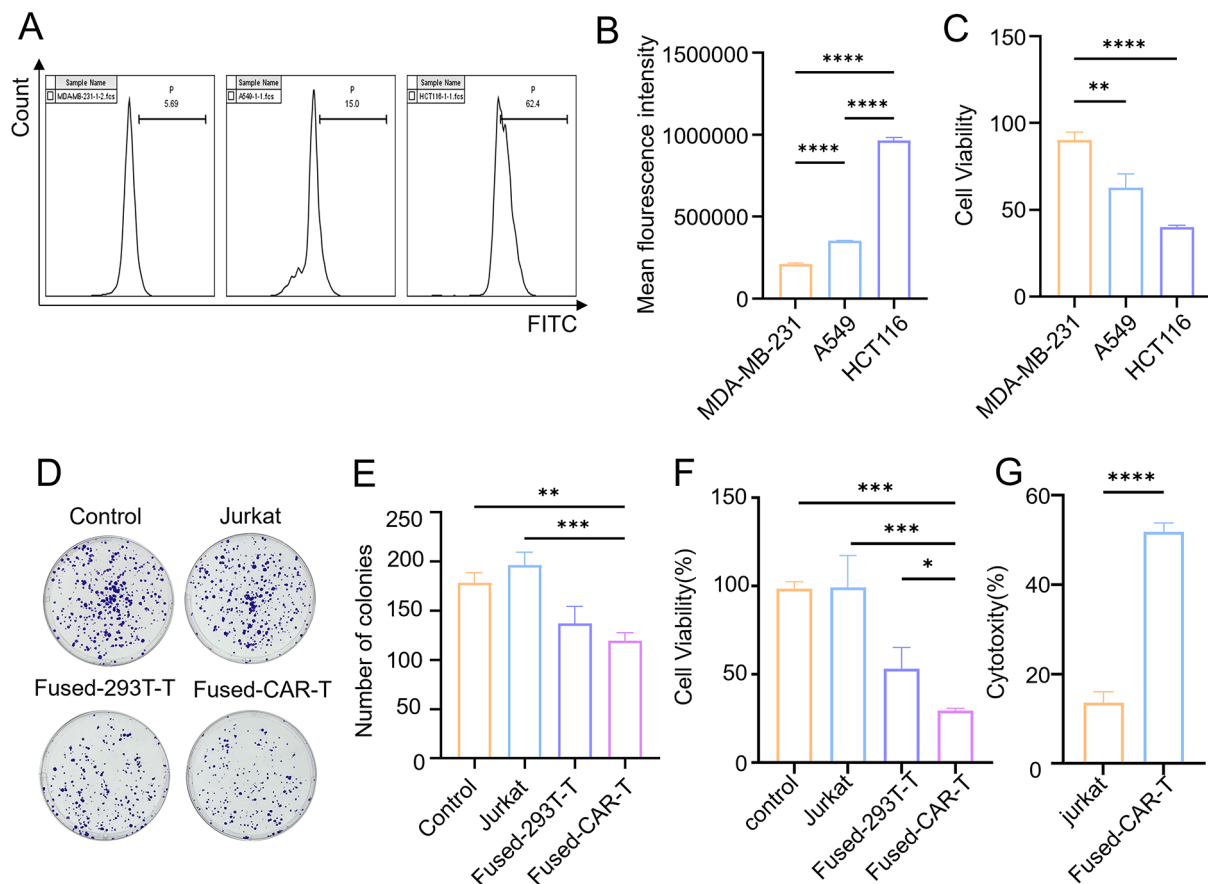 A
Count
Sample Name
MDA-MB-231-1-2.fcs
P
5.69
Sample Name
A549-1-1.fcs
P
15.0
Sample Name
HCT116-1-1.fcs
P
62.4
FITC
B
Mean flourescence intensity
1500000
1000000
500000
0
****
****
****
MDA-MB-231
A549
HCT116
C
Cell Viability
150
100
50
0
****
**
MDA-MB-231
A549
HCT116
D
Control
Jurkat
Fused-293T-T
Fused-CAR-T
E
Number of colonies
250
200
150
100
50
0
**
***
Control
Jurkat
Fused-293T-T
Fused-CAR-T
F
Cell Viability(%)
150
100
50
0
***
***
*
control
Jurkat
Fused-293T-T
Fused-CAR-T
G
Cytotoxity(%)
60
40
20
0
****
jurkat
Fused-CAR-T